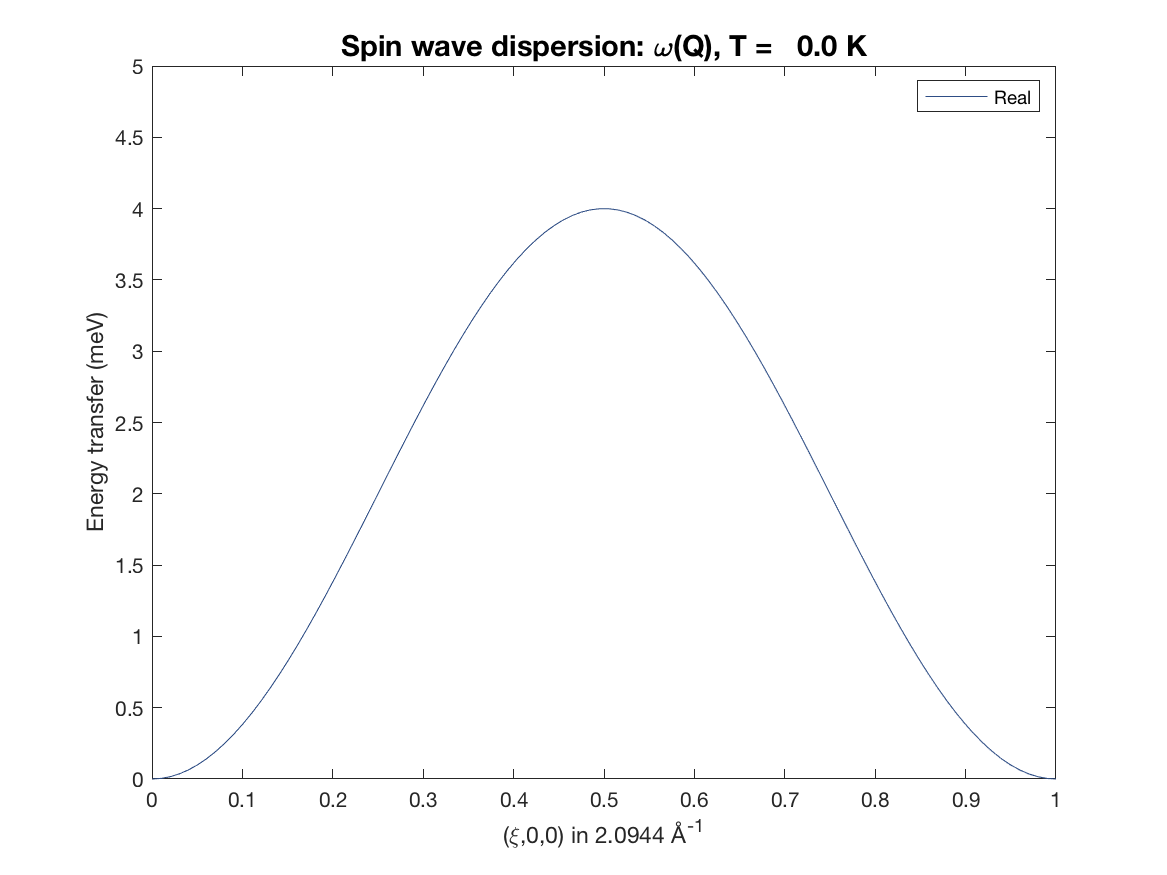 Spin wave dispersion: ω(Q), T =   0.0 K
Real
Energy transfer (meV)
5
4.5
4
3.5
3
2.5
2
1.5
1
0.5
0
0 0.1 0.2 0.3 0.4 0.5 0.6 0.7 0.8 0.9 1
(ξ,0,0) in 2.0944 Å⁻¹